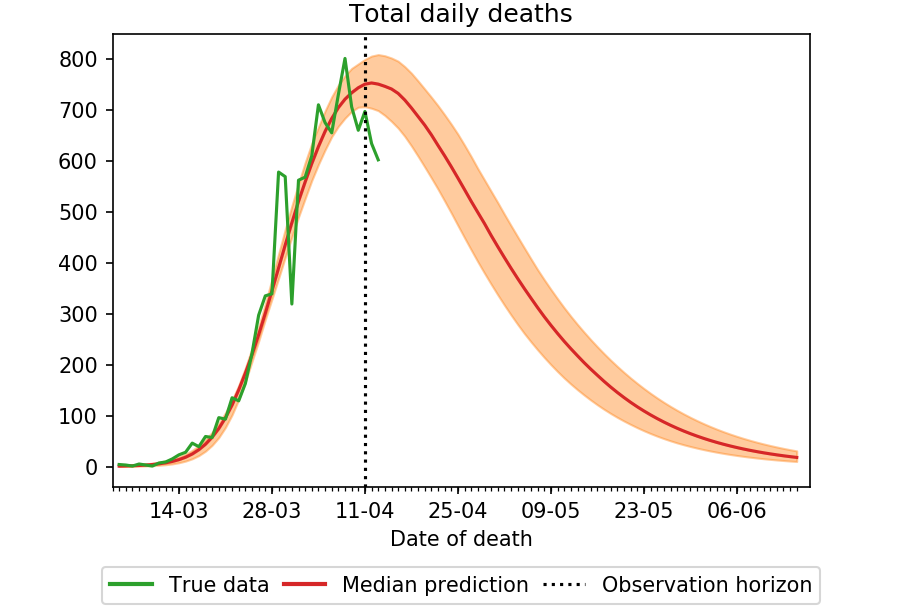 Total daily deaths
800
700
600
500
400
300
200
100
0
14-03 28-03 11-04 25-04 09-05 23-05 06-06
Date of death
True data Median prediction Observation horizon